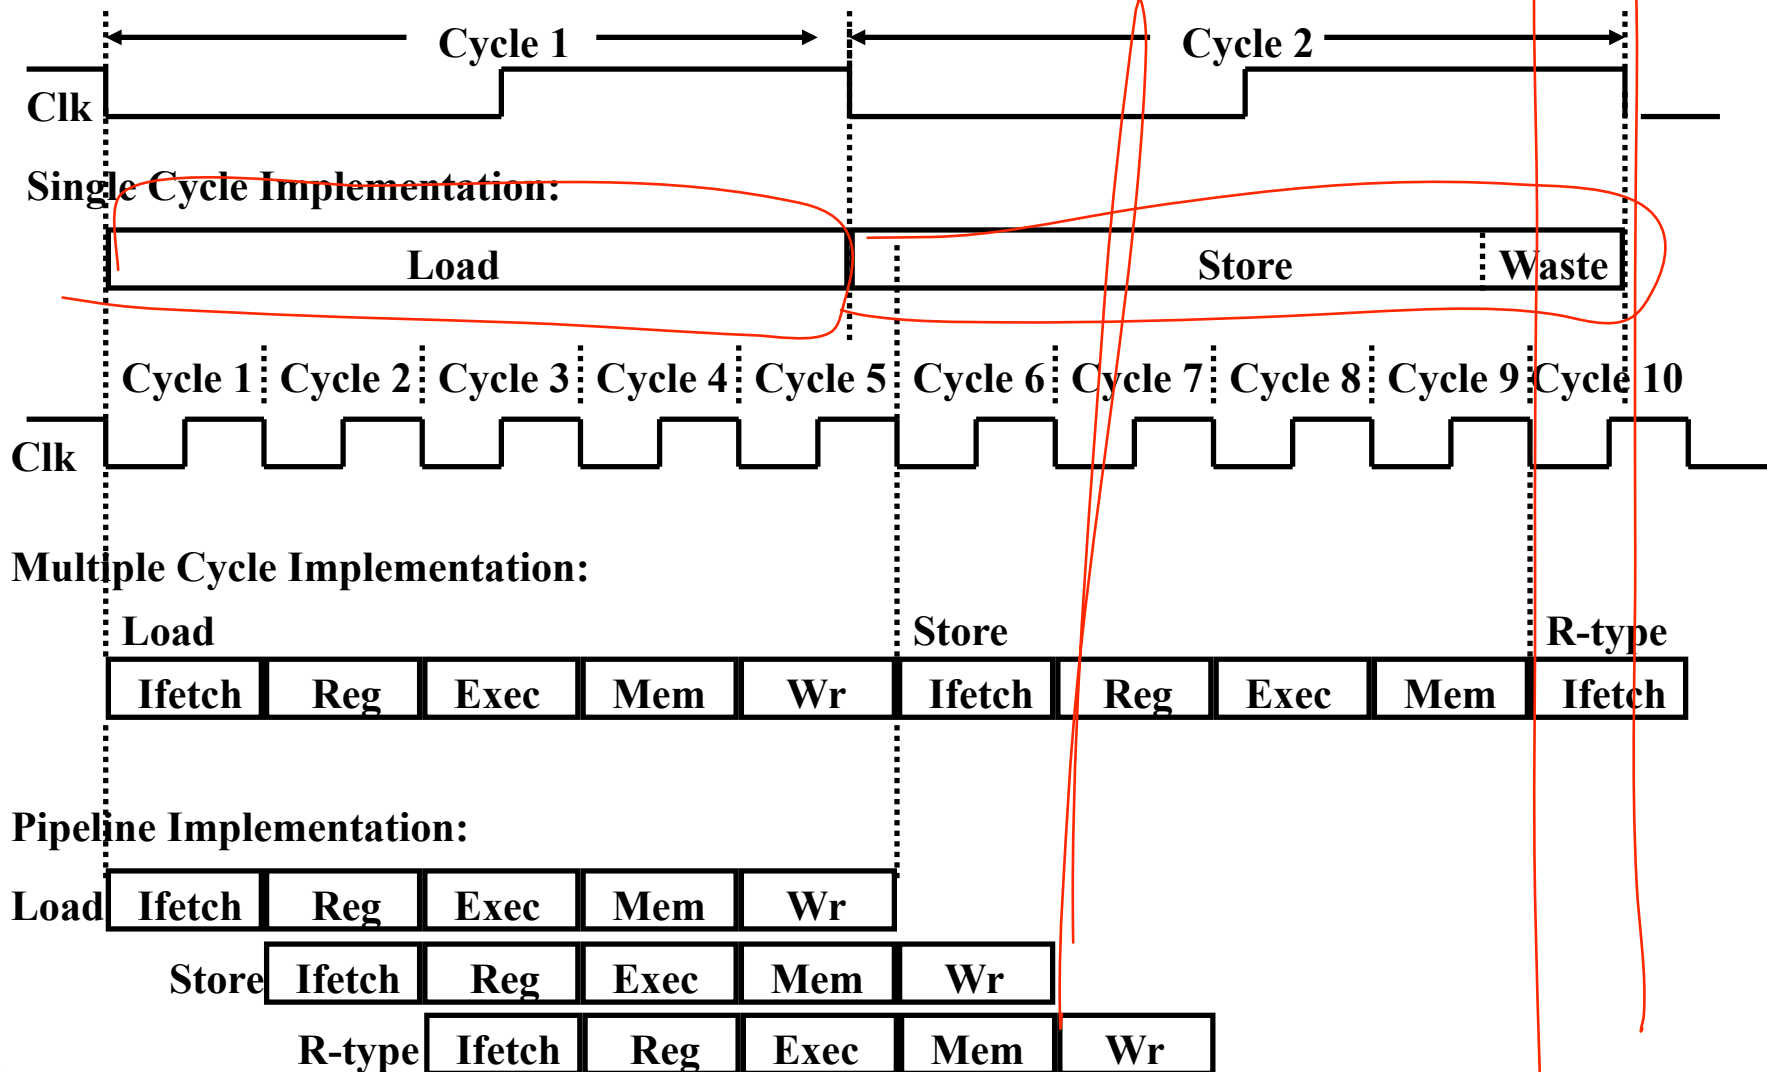 Cycle 1 Cycle 2
Clk
Single Cycle Implementation:
Load Store Waste
Cycle 1 Cycle 2 Cycle 3 Cycle 4 Cycle 5 Cycle 6 Cycle 7 Cycle 8 Cycle 9 Cycle 10
Clk
Multiple Cycle Implementation:
Load Store R-type
Ifetch Reg Exec Mem Wr Ifetch Reg Exec Mem Ifetch
Pipeline Implementation:
Load Ifetch Reg Exec Mem Wr
Store Ifetch Reg Exec Mem Wr
R-type Ifetch Reg Exec Mem Wr